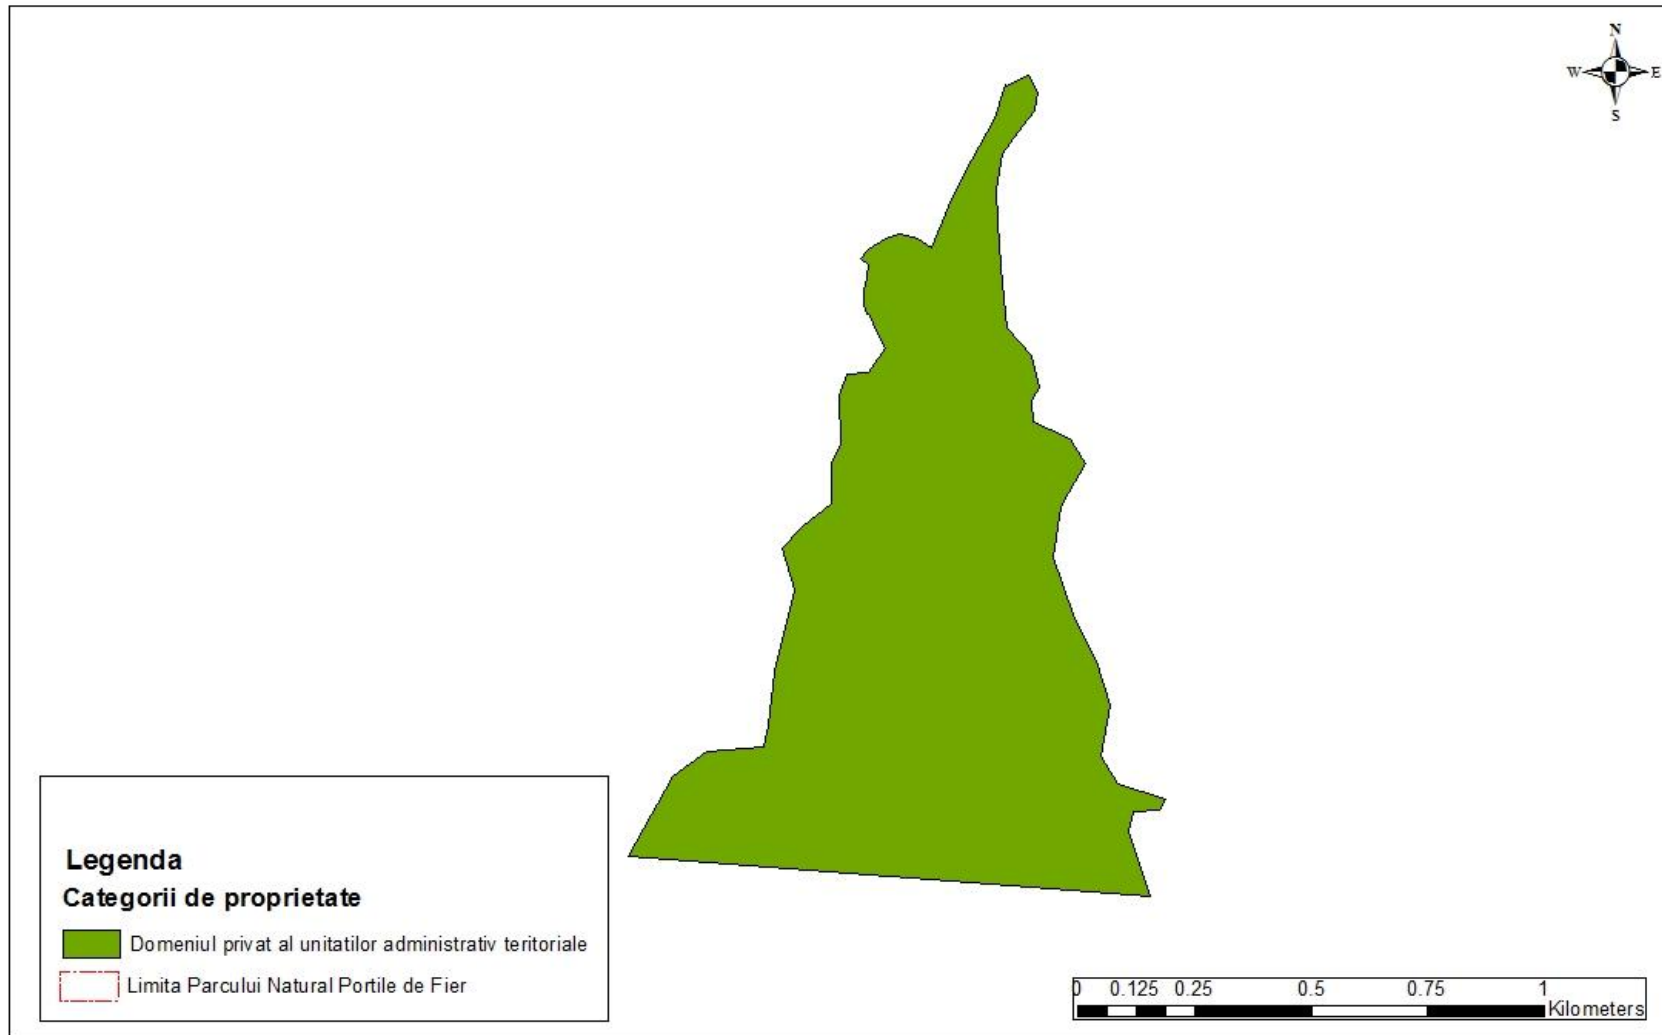 N
W E
S
Legenda
Categorii de proprietate
Domeniul privat al unitatilor administrativ teritoriale
Limita Parcului Natural Portile de Fier
0 0.125 0.25 0.5 0.75 1
Kilometers